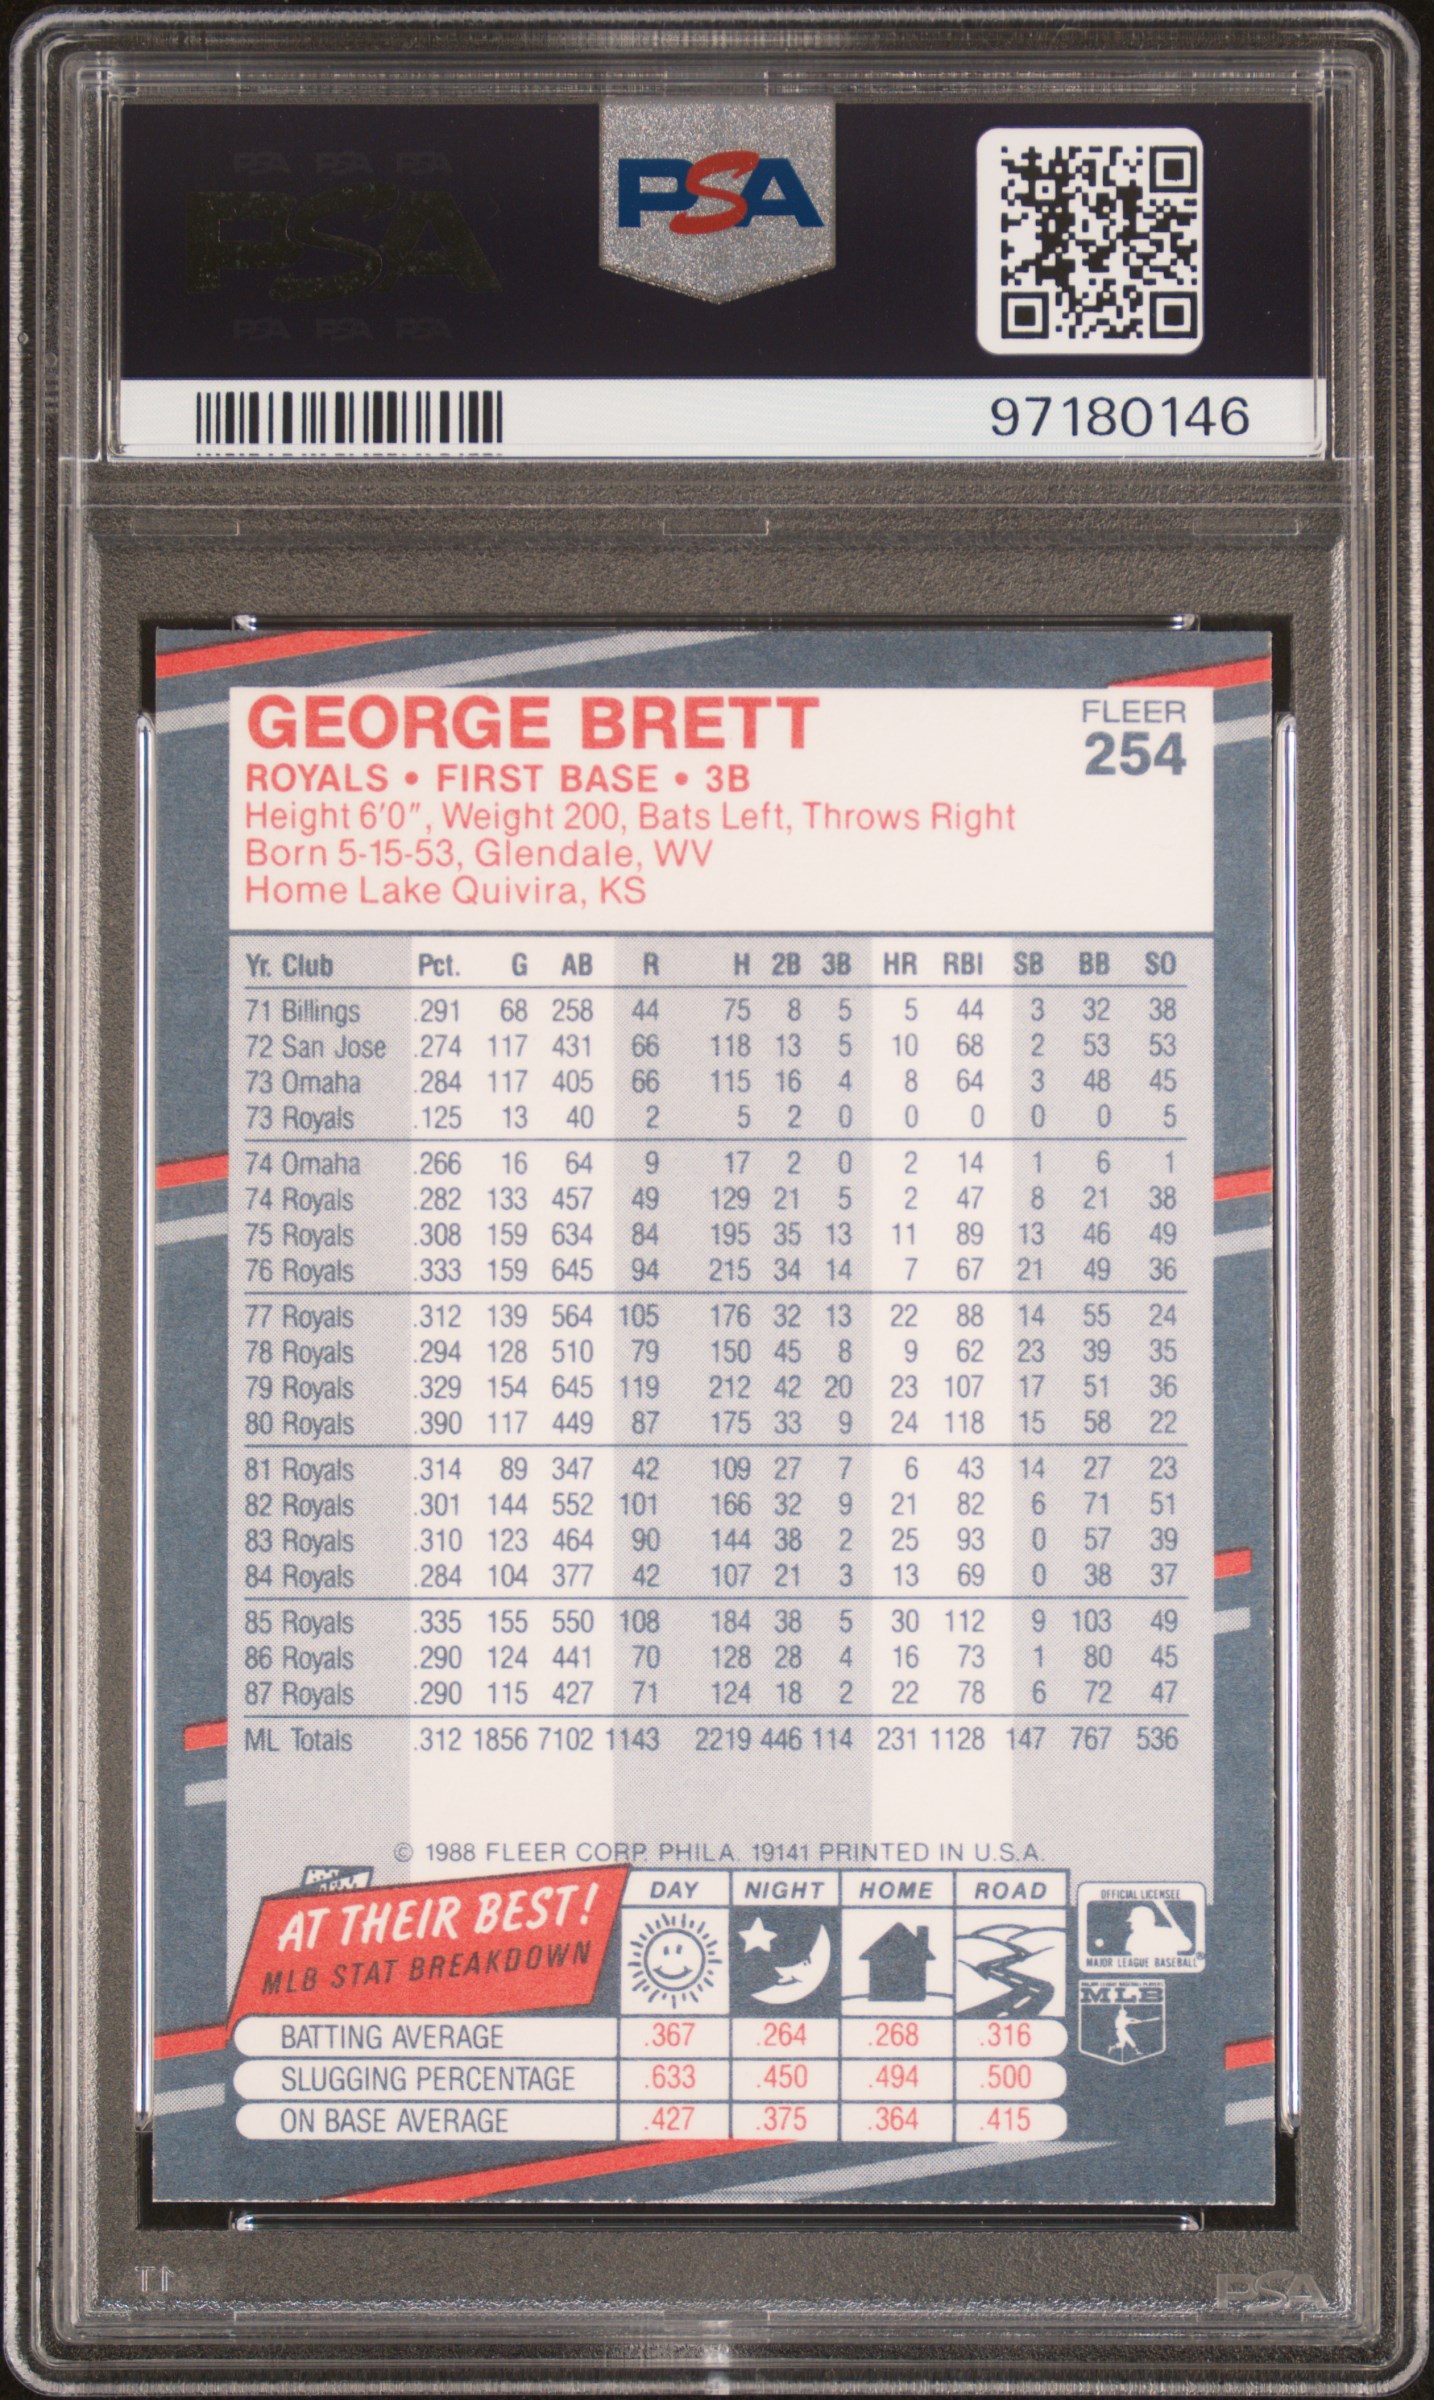 PSA PSA PSA
PSA
PSA PSA PSA
PSA
97180146
GEORGE BRETT
FLEER
254
ROYALS • FIRST BASE • 3B
Height 6'0", Weight 200, Bats Left, Throws Right
Born 5-15-53, Glendale, WV
Home Lake Quivira, KS
Yr. Club Pct. G AB R H 2B 3B HR RBI SB BB SO
71 Billings .291 68 258 44 75 8 5 5 44 3 32 38
72 San Jose .274 117 431 66 118 13 5 10 68 2 53 53
73 Omaha .284 117 405 66 115 16 4 8 64 3 48 45
73 Royals .125 13 40 2 5 2 0 0 0 0 0 5
74 Omaha .266 16 64 9 17 2 0 2 14 1 6 1
74 Royals .282 133 457 49 129 21 5 2 47 8 21 38
75 Royals .308 159 634 84 195 35 13 11 89 13 46 49
76 Royals .333 159 645 94 215 34 14 7 67 21 49 36
77 Royals .312 139 564 105 176 32 13 22 88 14 55 24
78 Royals .294 128 510 79 150 45 8 9 62 23 39 35
79 Royals .329 154 645 119 212 42 20 23 107 17 51 36
80 Royals .390 117 449 87 175 33 9 24 118 15 58 22
81 Royals .314 89 347 42 109 27 7 6 43 14 27 23
82 Royals .301 144 552 101 166 32 9 21 82 6 71 51
83 Royals .310 123 464 90 144 38 2 25 93 0 57 39
84 Royals .284 104 377 42 107 21 3 13 69 0 38 37
85 Royals .335 155 550 108 184 38 5 30 112 9 103 49
86 Royals .290 124 441 70 128 28 4 16 73 1 80 45
87 Royals .290 115 427 71 124 18 2 22 78 6 72 47
ML Totals .312 1856 7102 1143 2219 446 114 231 1128 147 767 536
© 1988 FLEER CORP. PHILA. 19141 PRINTED IN U.S.A.
AT THEIR BEST!
MLB STAT BREAKDOWN
DAY NIGHT HOME ROAD
BATTING AVERAGE .367 .264 .268 .316
SLUGGING PERCENTAGE .633 .450 .494 .500
ON BASE AVERAGE .427 .375 .364 .415
OFFICIAL LICENSEE
MAJOR LEAGUE BASEBALL®
MLB
PSA